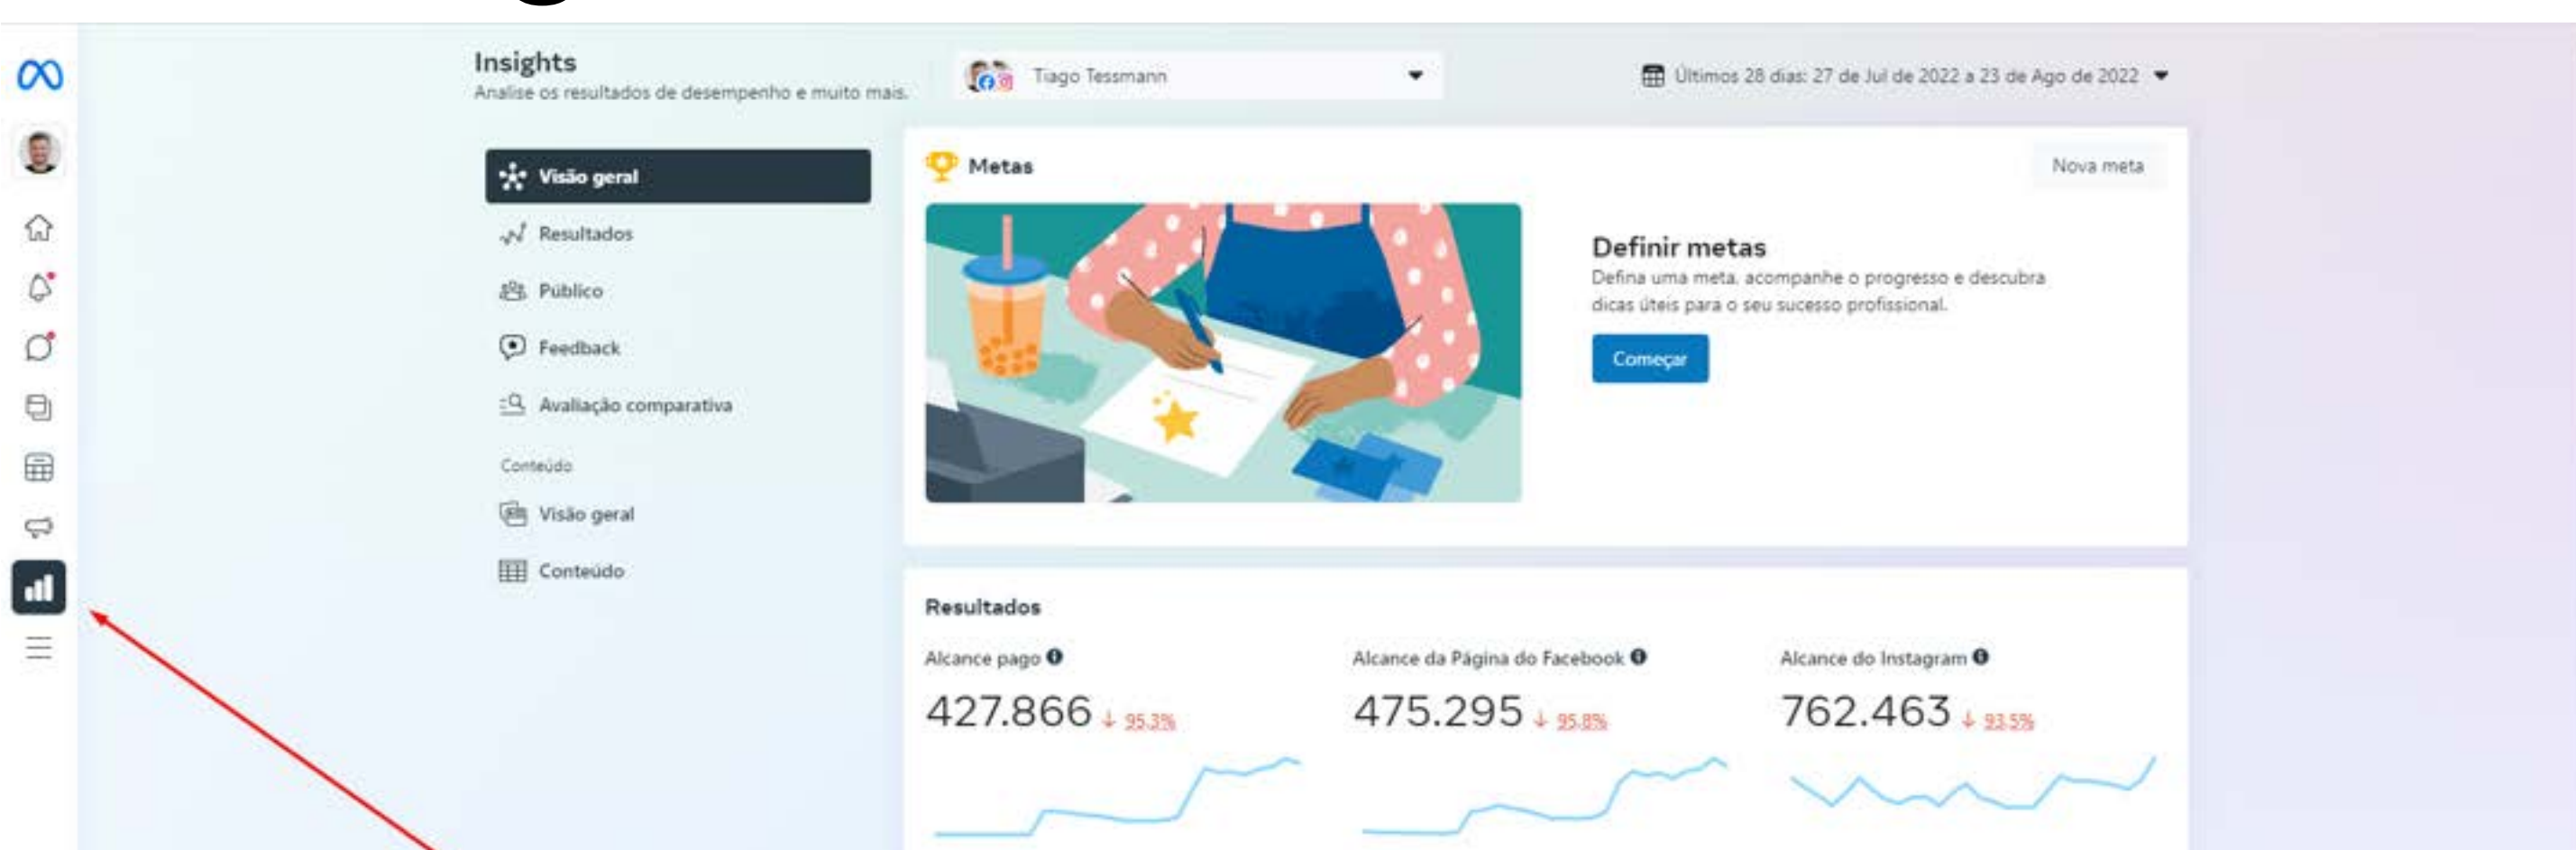 Insights
Analise os resultados de desempenho e muito mais.
Tiago Tessmann
Últimos 28 dias: 27 de Jul de 2022 a 23 de Ago de 2022
Visão geral
Resultados
Público
Feedback
Avaliação comparativa
Conteúdo
Visão geral
Conteúdo
Metas
Nova meta
Definir metas
Defina uma meta, acompanhe o progresso e descubra
dicas úteis para o seu sucesso profissional.
Começar
Resultados
Alcance pago
427.866 ↓ 95.3%
Alcance da Página do Facebook
475.295 ↓ 95.8%
Alcance do Instagram
762.463 ↓ 93.5%